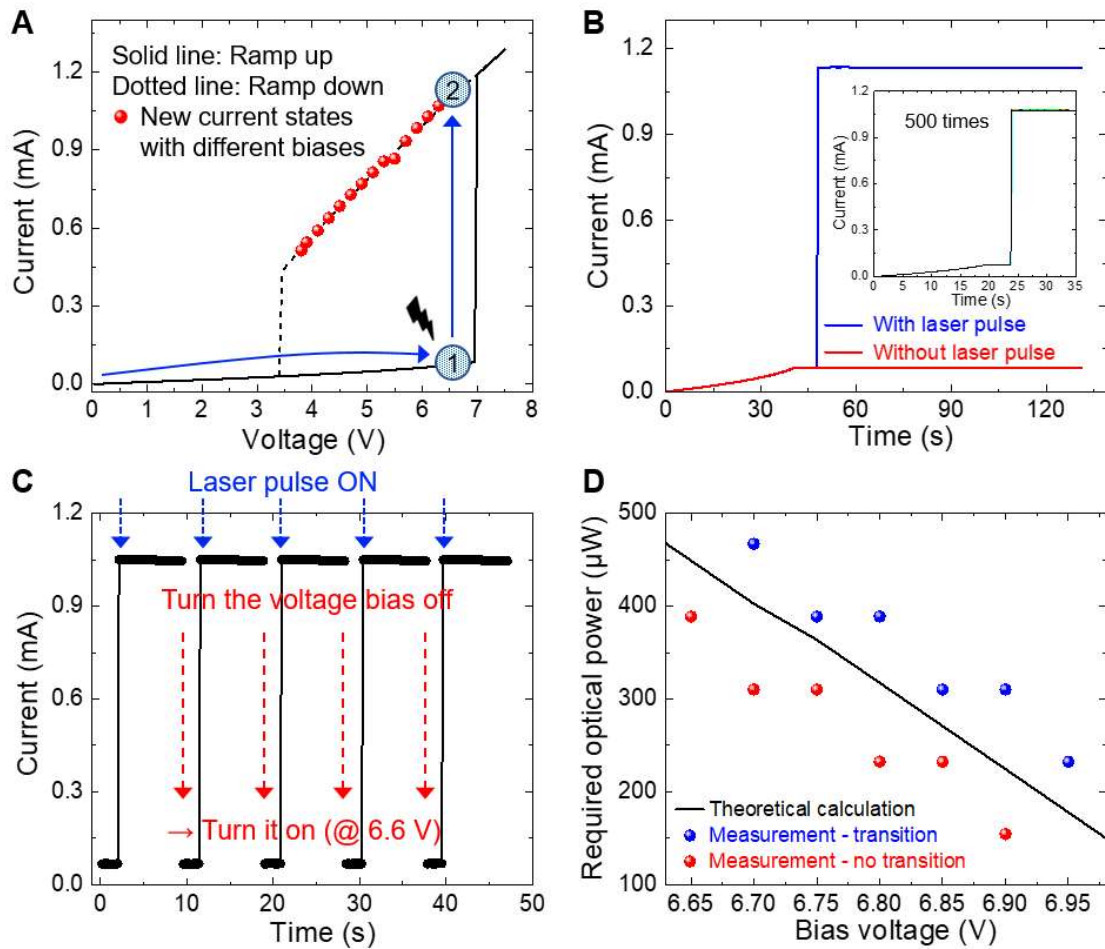 A
Solid line: Ramp up
Dotted line: Ramp down
New current states
with different biases
2
1
Current (mA)
1.2
0.9
0.6
0.3
0.0
0 1 2 3 4 5 6 7 8
Voltage (V)
B
Current (mA)
1.2
0.9
0.6
0.3
0.0
0 30 60 90 120
Time (s)
500 times
Current (mA)
1.2
0.9
0.6
0.3
0.0
0 5 10 15 20 25 30 35
Time (s)
With laser pulse
Without laser pulse
C
Laser pulse ON
Turn the voltage bias off
→ Turn it on (@ 6.6 V)
Current (mA)
1.2
0.9
0.6
0.3
0.0
0 10 20 30 40 50
Time (s)
D
Required optical power (µW)
500
400
300
200
100
Theoretical calculation
Measurement - transition
Measurement - no transition
6.65 6.70 6.75 6.80 6.85 6.90 6.95
Bias voltage (V)